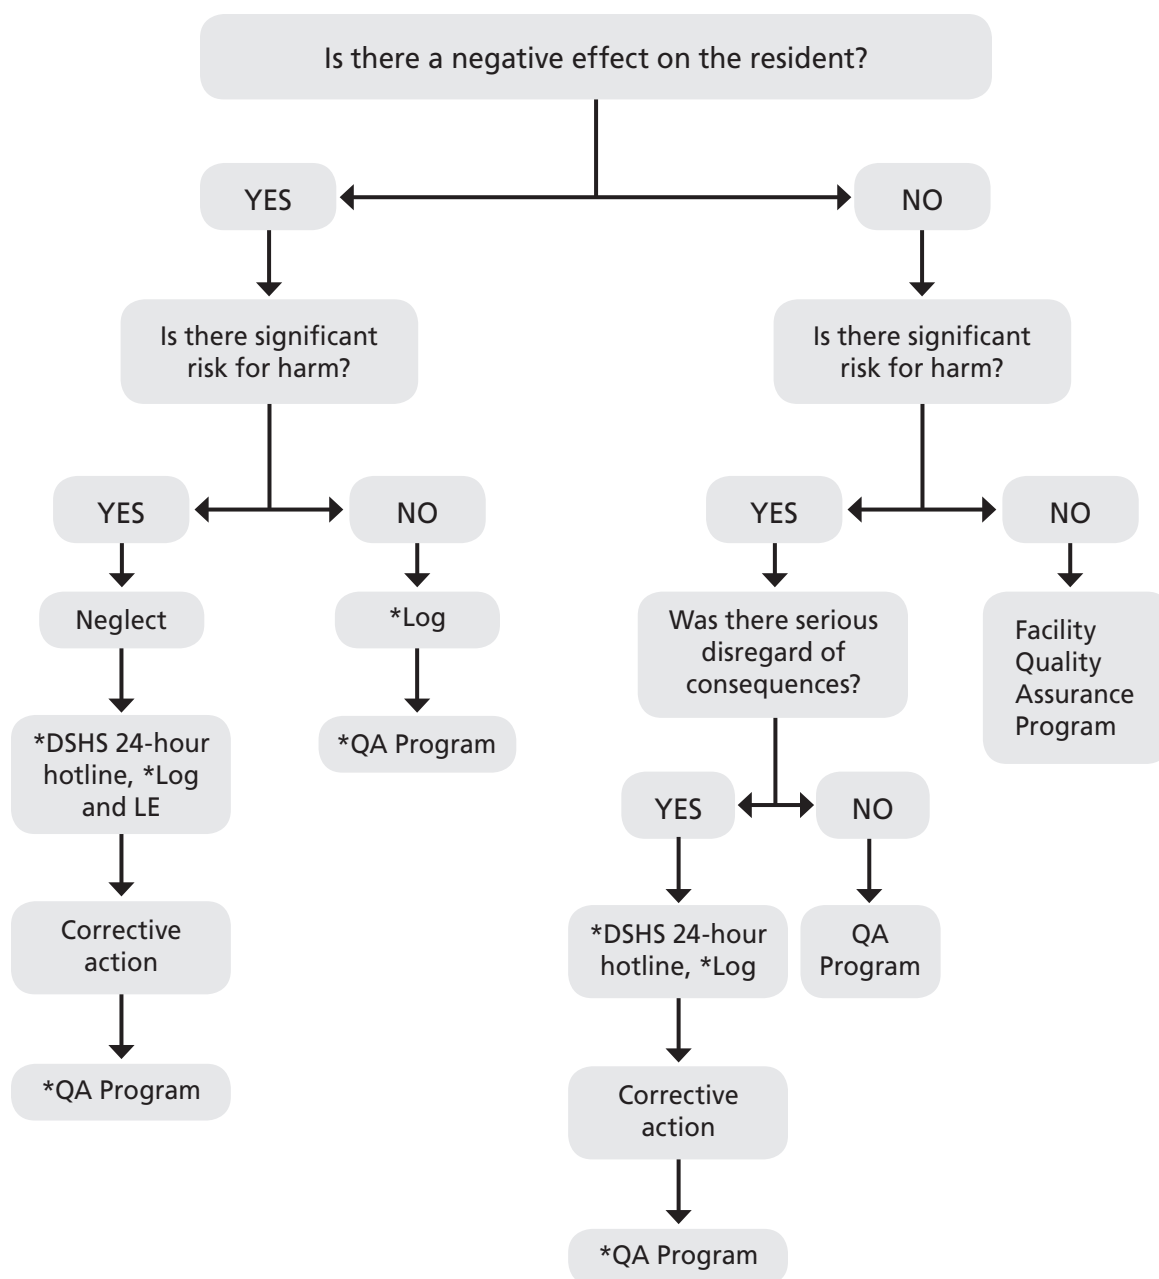 Is there a negative effect on the resident?
YES
NO
Is there significant
risk for harm?
Is there significant
risk for harm?
YES
NO
YES
NO
Neglect
*Log
Was there serious
disregard of
consequences?
Facility
Quality
Assurance
Program
*DSHS 24-hour
hotline, *Log
and LE
*QA Program
YES
NO
Corrective
action
*DSHS 24-hour
hotline, *Log
QA
Program
*QA Program
Corrective
action
*QA Program